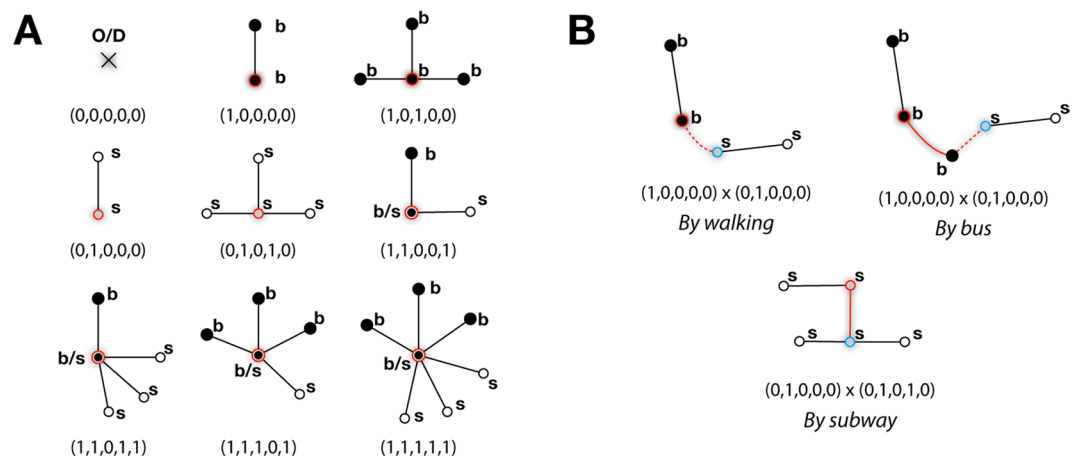 A
O/D
(0,0,0,0,0)
b
b
(1,0,0,0,0)
b
b b b
(1,0,1,0,0)
s
s
(0,1,0,0,0)
s
s s s
(0,1,0,1,0)
b
b/s s
(1,1,0,0,1)
b
b/s s
s
s
(1,1,0,1,1)
b
b b
b/s
s
(1,1,1,0,1)
b
b b
b/s
s
s
s
(1,1,1,1,1)
B
b
b
s s
(1,0,0,0,0) x (0,1,0,0,0)
By walking
b
b
s s
b
(1,0,0,0,0) x (0,1,0,0,0)
By bus
s s
s s s
(0,1,0,0,0) x (0,1,0,1,0)
By subway